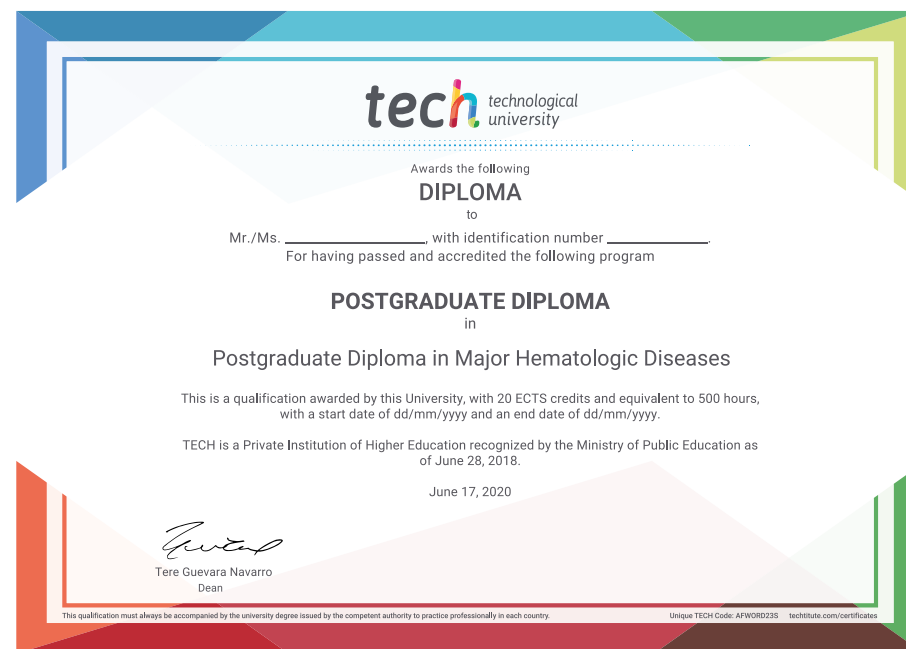 tech technological
university
Awards the following
DIPLOMA
to
Mr./Ms. ____________________, with identification number ______________.
For having passed and accredited the following program
POSTGRADUATE DIPLOMA
in
Postgraduate Diploma in Major Hematologic Diseases
This is a qualification awarded by this University, with 20 ECTS credits and equivalent to 500 hours,
with a start date of dd/mm/yyyy and an end date of dd/mm/yyyy.
TECH is a Private Institution of Higher Education recognized by the Ministry of Public Education as
of June 28, 2018.
June 17, 2020
Tere Guevara Navarro
Dean
This qualification must always be accompanied by the university degree issued by the competent authority to practice professionally in each country.
Unique TECH Code: AFWORD23S techtitute.com/certificates